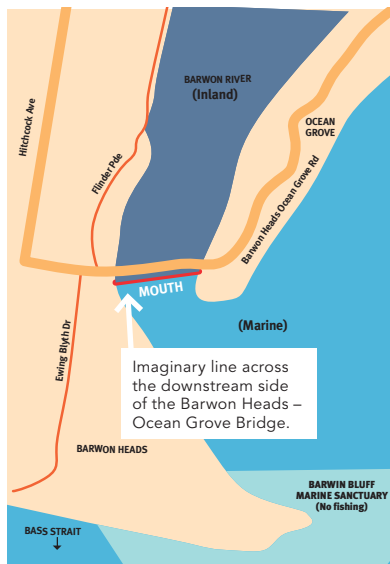 BARWON RIVER
(Inland)
Hitchcock Ave
Flinder Pde
OCEAN
GROVE
Barwon Heads Ocean Grove Rd
MOUTH
(Marine)
Ewing Blyth Dr
Imaginary line across
the downstream side
of the Barwon Heads –
Ocean Grove Bridge.
BARWON HEADS
BARWIN BLUFF
MARINE SANCTUARY
(No fishing)
BASS STRAIT